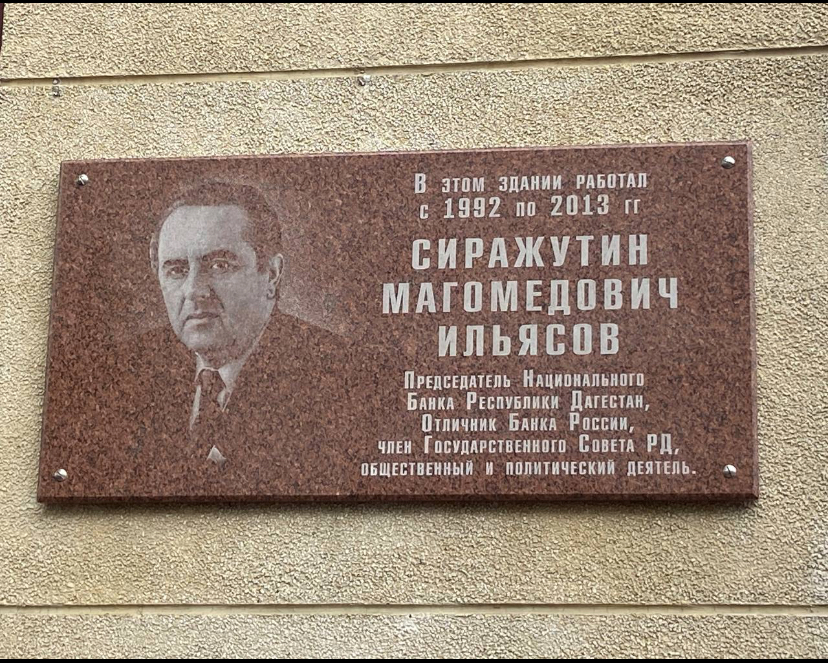 В этом здании работал
с 1992 по 2013 гг
СИРАЖУТИН
МАГОМЕДОВИЧ
ИЛЬЯСОВ
Председатель Национального
Банка Республики Дагестан,
Отличник Банка России,
член Государственного Совета РД,
общественный и политический деятель.